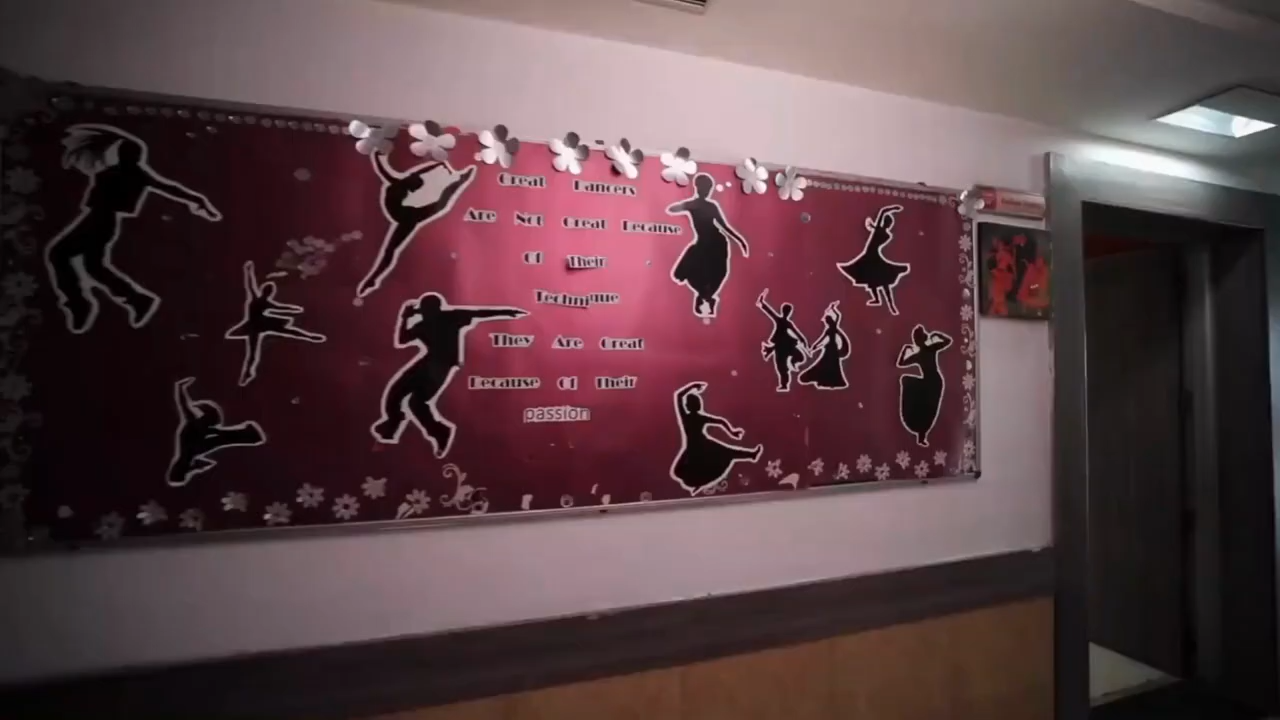 Great Dancers
Are Not Great Because
Of Their
Technique
They Are Great
Because Of Their
passion